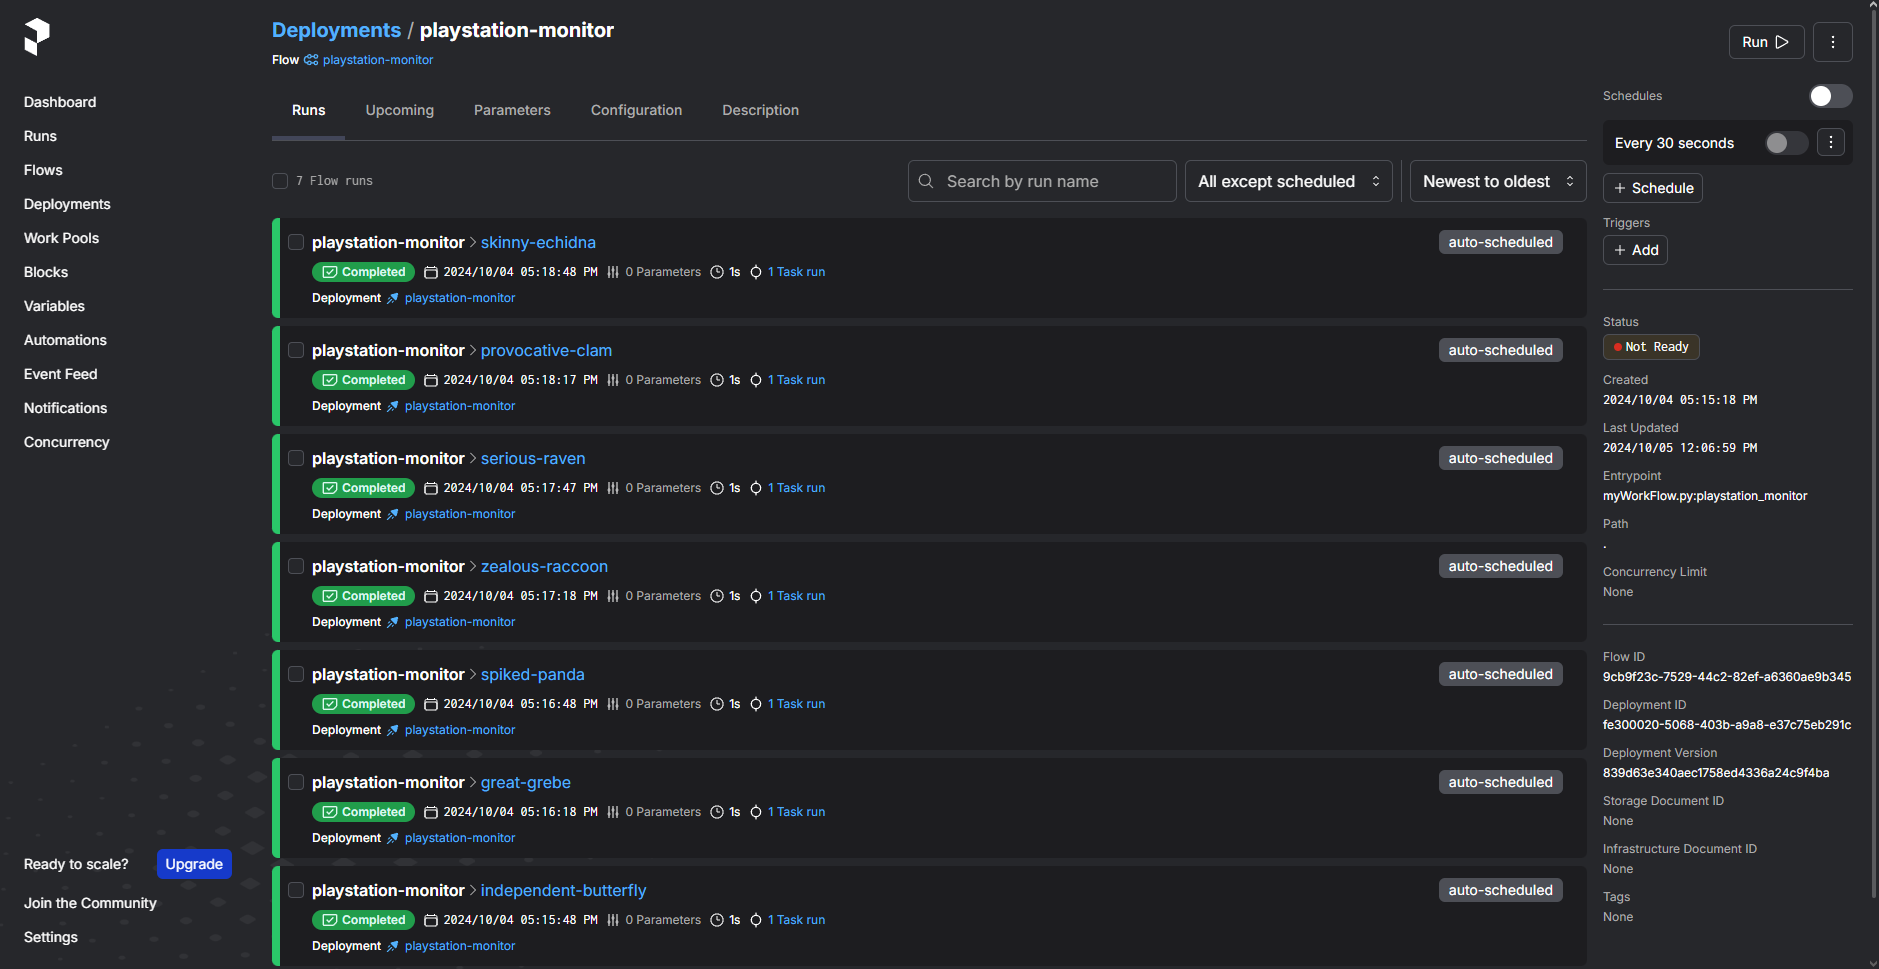 Deployments / playstation-monitor
Flow playstation-monitor
Run
Dashboard
Runs
Flows
Deployments
Work Pools
Blocks
Variables
Automations
Event Feed
Notifications
Concurrency
Ready to scale? Upgrade
Join the Community
Settings
Runs Upcoming Parameters Configuration Description
7 Flow runs Search by run name All except scheduled Newest to oldest
playstation-monitor > skinny-echidna auto-scheduled
Completed 2024/10/04 05:18:48 PM 0 Parameters 1s 1 Task run
Deployment playstation-monitor
playstation-monitor > provocative-clam auto-scheduled
Completed 2024/10/04 05:18:17 PM 0 Parameters 1s 1 Task run
Deployment playstation-monitor
playstation-monitor > serious-raven auto-scheduled
Completed 2024/10/04 05:17:47 PM 0 Parameters 1s 1 Task run
Deployment playstation-monitor
playstation-monitor > zealous-raccoon auto-scheduled
Completed 2024/10/04 05:17:18 PM 0 Parameters 1s 1 Task run
Deployment playstation-monitor
playstation-monitor > spiked-panda auto-scheduled
Completed 2024/10/04 05:16:48 PM 0 Parameters 1s 1 Task run
Deployment playstation-monitor
playstation-monitor > great-grebe auto-scheduled
Completed 2024/10/04 05:16:18 PM 0 Parameters 1s 1 Task run
Deployment playstation-monitor
playstation-monitor > independent-butterfly auto-scheduled
Completed 2024/10/04 05:15:48 PM 0 Parameters 1s 1 Task run
Deployment playstation-monitor
Schedules
Every 30 seconds
+ Schedule
Triggers
+ Add
Status
Not Ready
Created
2024/10/04 05:15:18 PM
Last Updated
2024/10/05 12:06:59 PM
Entrypoint
myWorkFlow.py:playstation_monitor
Path
.
Concurrency Limit
None
Flow ID
9cb9f23c-7529-44c2-82ef-a6360ae9b345
Deployment ID
fe300020-5068-403b-a9a8-e37c75eb291c
Deployment Version
839d63e340aec1758ed4336a24c9f4ba
Storage Document ID
None
Infrastructure Document ID
None
Tags
None